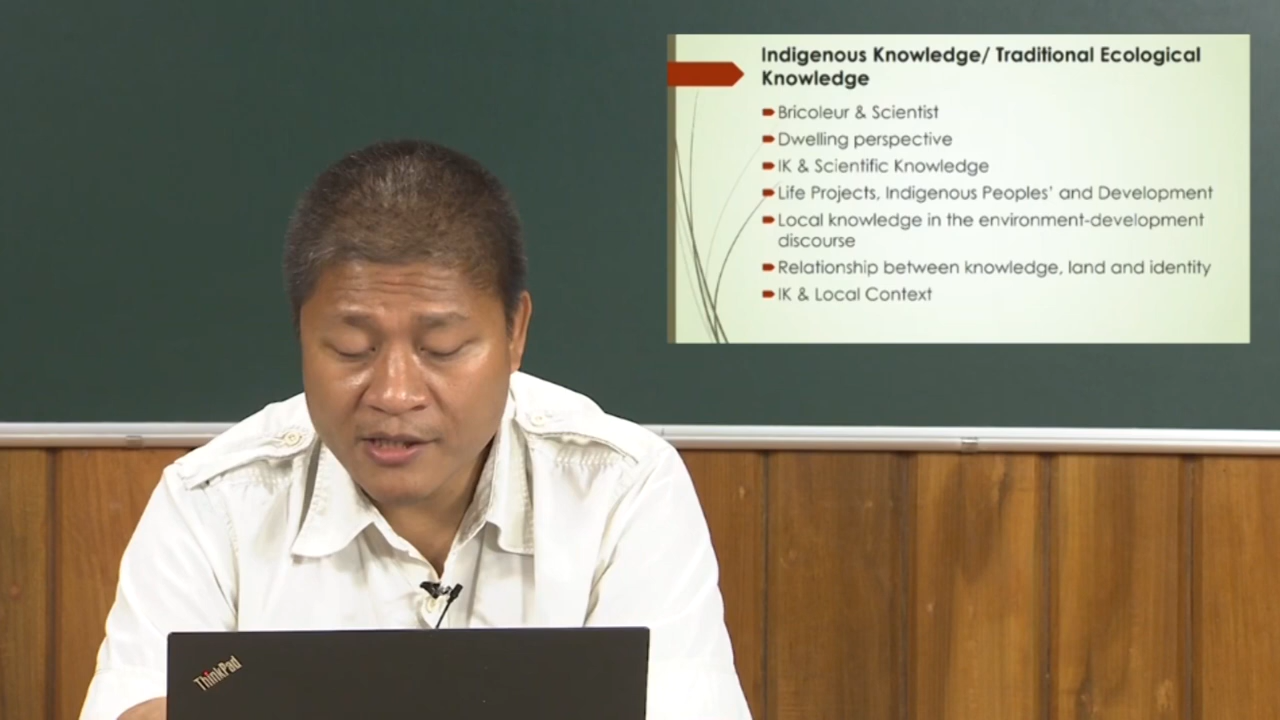 Indigenous Knowledge/ Traditional Ecological
Knowledge
Bricoleur & Scientist
Dwelling perspective
IK & Scientific Knowledge
Life Projects, Indigenous Peoples' and Development
Local knowledge in the environment-development
discourse
Relationship between knowledge, land and identity
IK & Local Context
ThinkPad